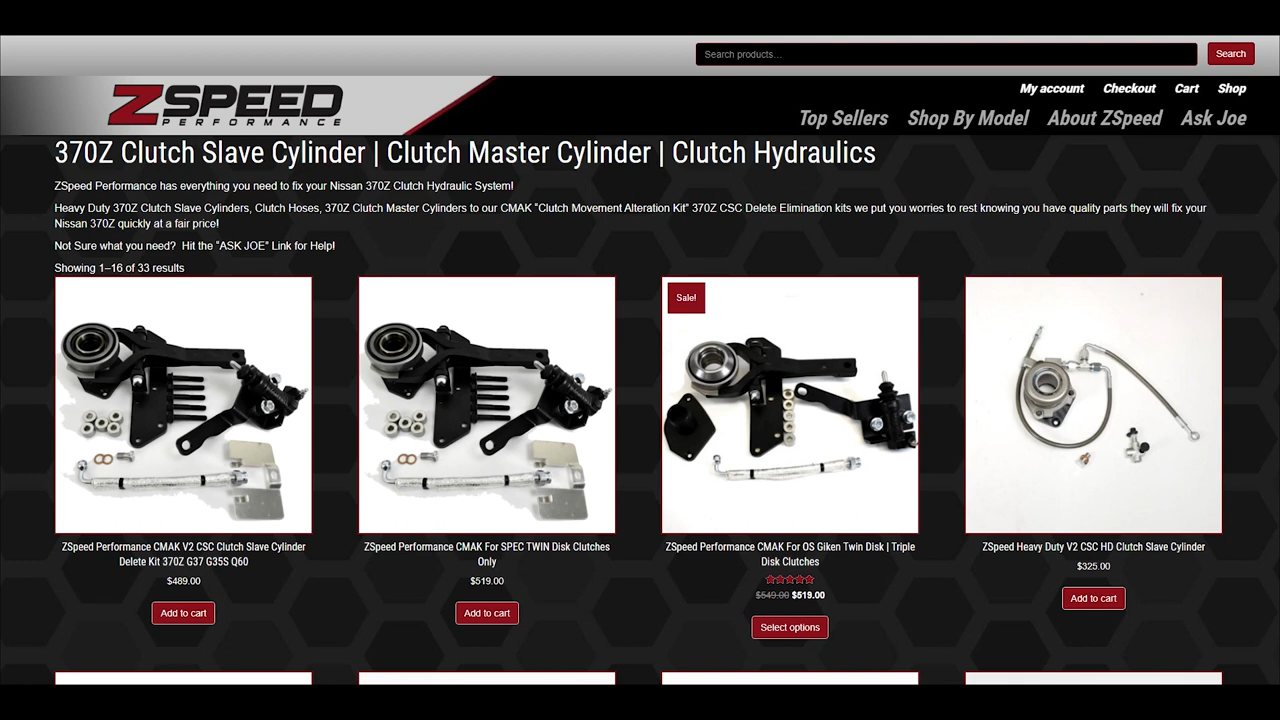 Search products…
Search
ZSPEED
PERFORMANCE
My account Checkout Cart Shop
Top Sellers Shop By Model About ZSpeed Ask Joe
370Z Clutch Slave Cylinder | Clutch Master Cylinder | Clutch Hydraulics
ZSpeed Performance has everything you need to fix your Nissan 370Z Clutch Hydraulic System!
Heavy Duty 370Z Clutch Slave Cylinders, Clutch Hoses, 370Z Clutch Master Cylinders to our CMAK "Clutch Movement Alteration Kit" 370Z CSC Delete Elimination kits we put you worries to rest knowing you have quality parts they will fix your
Nissan 370Z quickly at a fair price!
Not Sure what you need? Hit the "ASK JOE" Link for Help!
Showing 1–16 of 33 results
ZSpeed Performance CMAK V2 CSC Clutch Slave Cylinder
Delete Kit 370Z G37 G35S Q60
$489.00
Add to cart
ZSpeed Performance CMAK For SPEC TWIN Disk Clutches
Only
$519.00
Add to cart
Sale!
ZSpeed Performance CMAK For OS Giken Twin Disk | Triple
Disk Clutches
$549.00 $519.00
Select options
ZSpeed Heavy Duty V2 CSC HD Clutch Slave Cylinder
$325.00
Add to cart